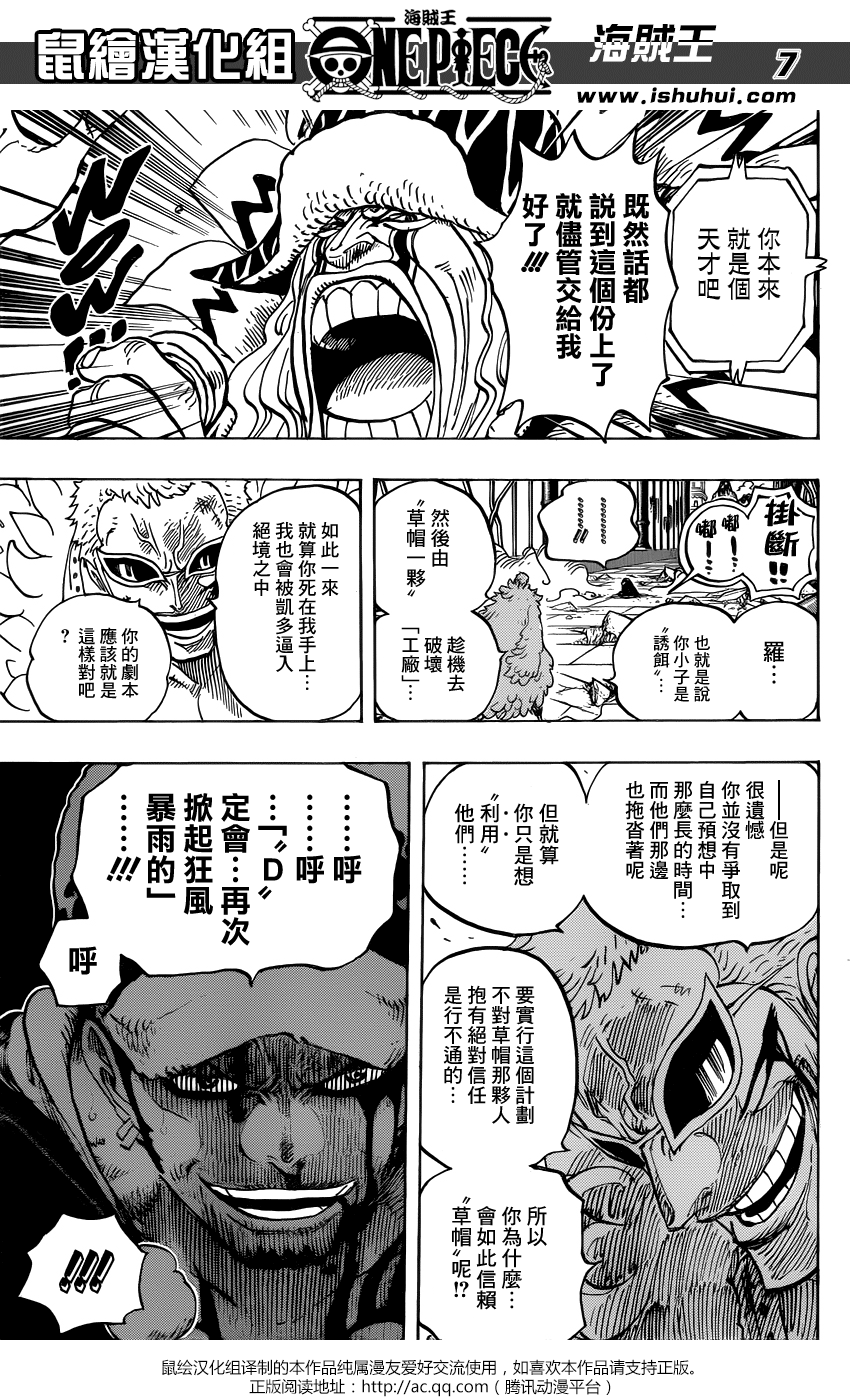 鼠繪漢化組
海賊王
ONE PIECE
海賊王
7
www.ishuhui.com
你本來
就是個
天才吧
既然話都
說到這個份上了
就儘管交給我
好了!!!
掛斷!!
嘟ー!
嘟ー…
羅…
也就是說
你小子是
〝誘餌〞…
…………!!
然後由
〝草帽一夥〞
趁機去
破壞
「工廠」…
如此一來
就算你死在我手上…
我也會被凱多逼入
絕境之中
你的劇本
應該就是
這樣對吧
?
──但是呢
很遺憾
你並沒有爭取到
自己預想中
那麼長的時間…
而他們那邊
也拖沓著呢
但就算
你只是想
〝利用〞
他們……
要實行這個計劃
不對草帽那夥人
抱有絕對信任
是行不通的…
所以
你為什麼…
會如此信賴
〝草帽〞呢!?
……呼
……呼
…「〝D〞
定會…再次
掀起狂風
暴雨的」
……!!!
呼
!!!!
鼠绘汉化组译制的本作品纯属漫友爱好交流使用，如喜欢本作品请支持正版。
正版阅读地址：http://ac.qq.com（腾讯动漫平台）